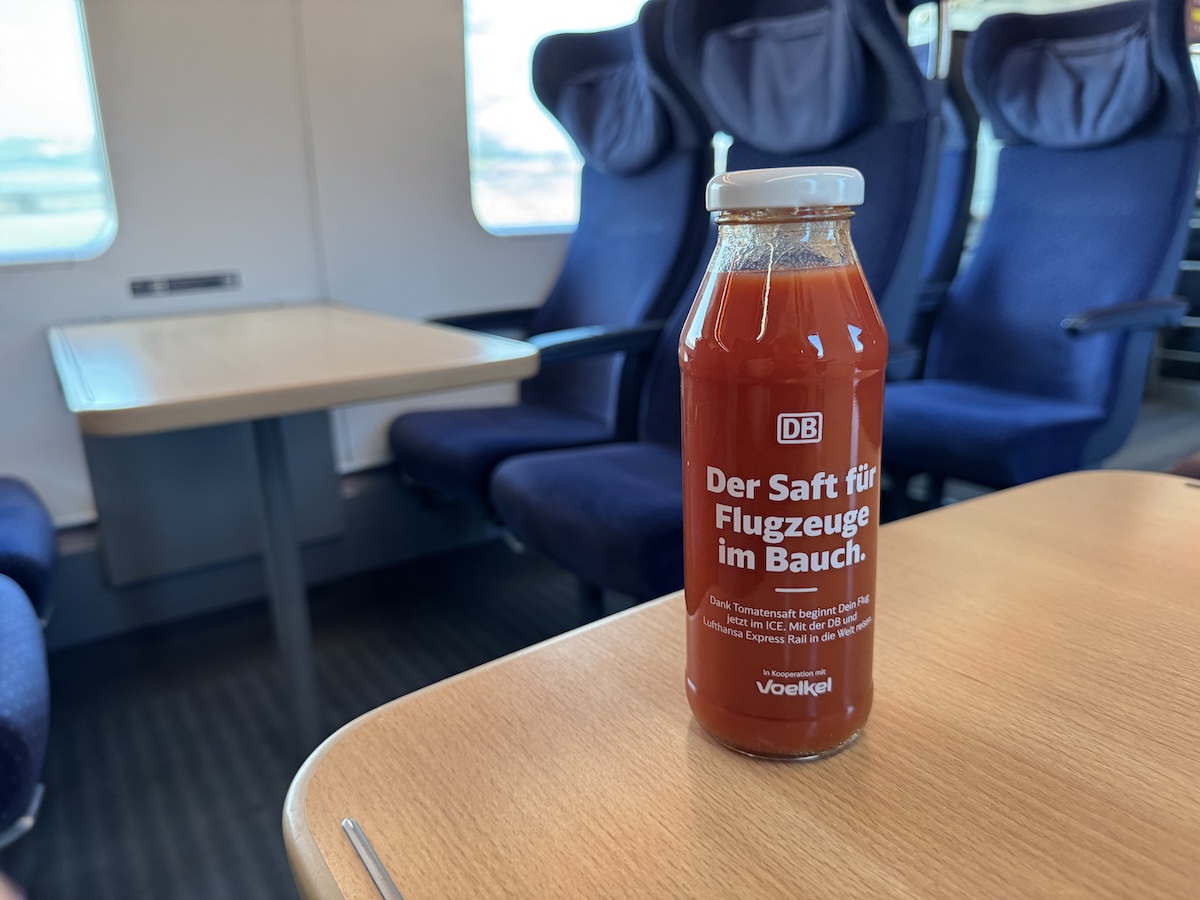 DB
Der Saft für
Flugzeuge
im Bauch.
Dank Tomatensaft beginnt Dein Flug
jetzt im ICE. Mit der DB und
Lufthansa Express Rail in die Welt reisen.
In Kooperation mit
Voelkel